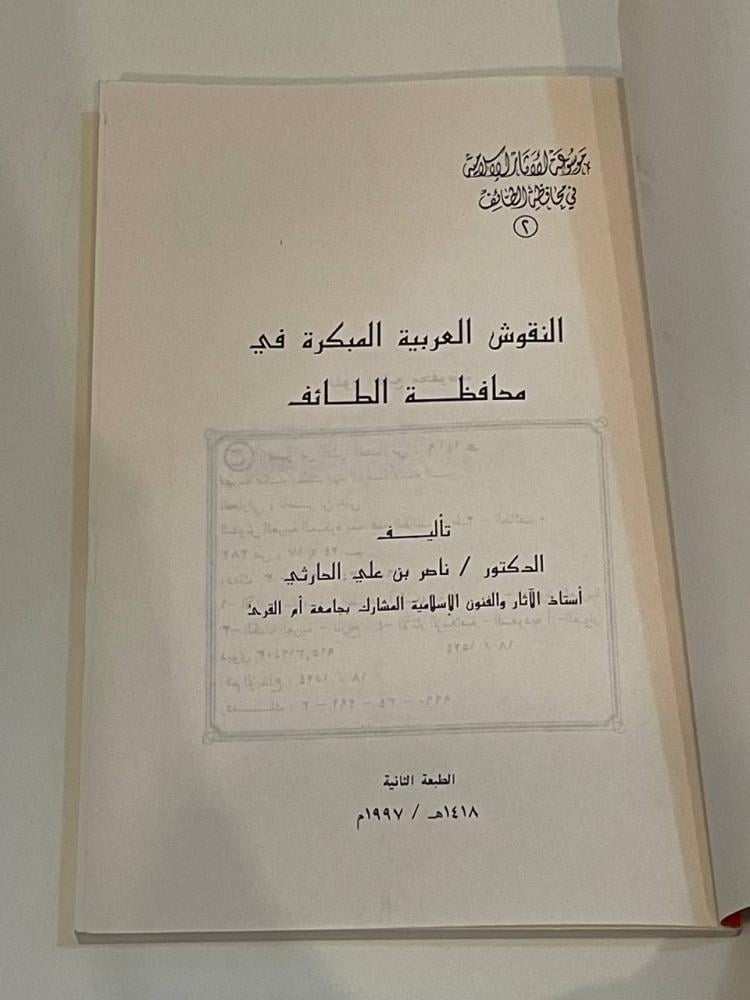 موسوعة الآثار الإسلامية
في محافظة الطائف
٢
النقوش العربية المبكرة في
محافظة الطائف
تأليف
الدكتور / ناصر بن علي الحارثي
أستاذ الآثار والفنون الإسلامية المشارك بجامعة أم القرى
الطبعة الثانية
١٤١٨هـ / ١٩٩٧م